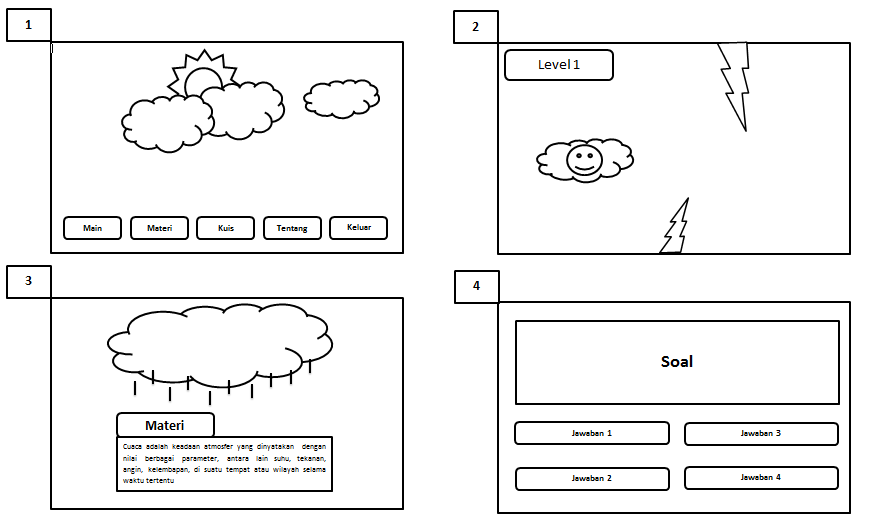 1
Main
Materi
Kuis
Tentang
Keluar
2
Level 1
3
Materi
Cuaca adalah keadaan atmosfer yang dinyatakan dengan
nilai berbagai parameter, antara lain suhu, tekanan,
angin, kelembapan, di suatu tempat atau wilayah selama
waktu tertentu
4
Soal
Jawaban 1
Jawaban 3
Jawaban 2
Jawaban 4